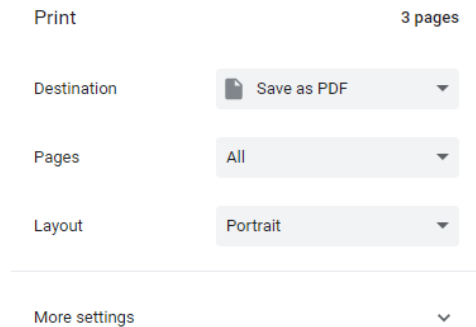 Print 3 pages
Destination Save as PDF
Pages All
Layout Portrait
More settings